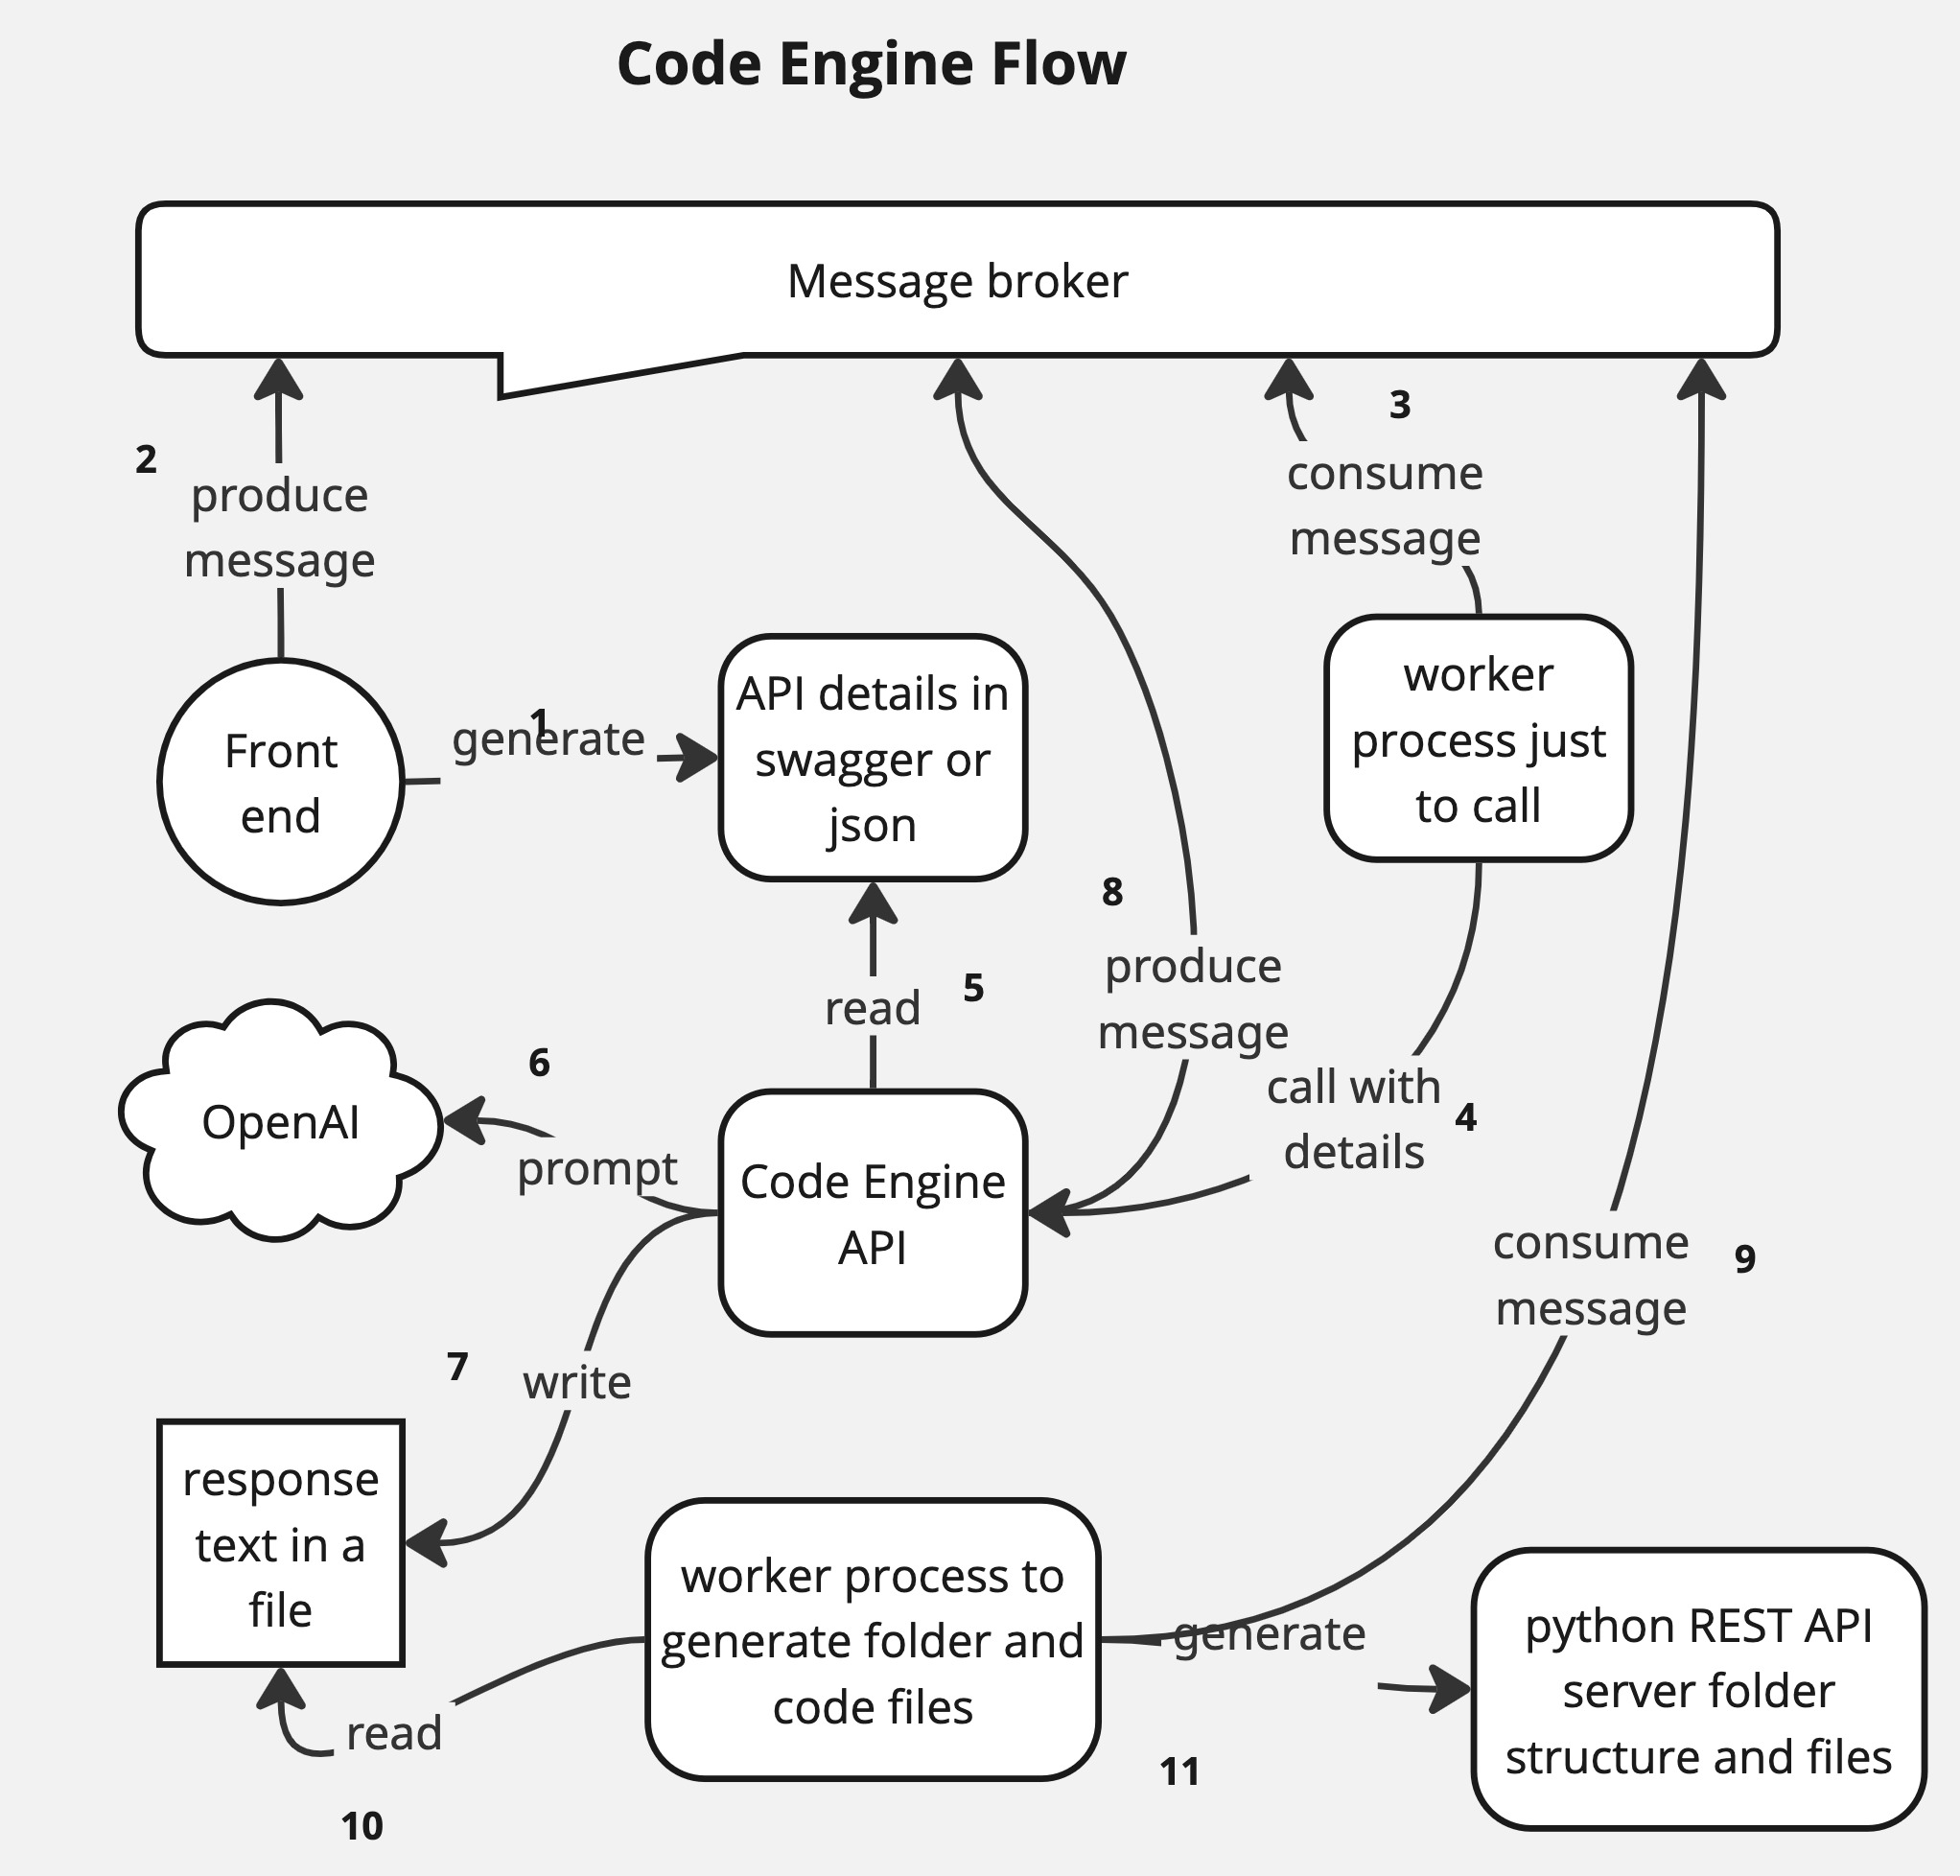 Code Engine Flow
Message broker
2
produce
message
3
consume
message
Front
end
1
generate
API details in
swagger or
json
worker
process just
to call
8
produce
message
5
read
6
OpenAI
prompt
Code Engine
API
call with
details
4
consume
message
9
7
write
response
text in a
file
worker process to
generate folder and
code files
generate
python REST API
server folder
structure and files
read
10
11